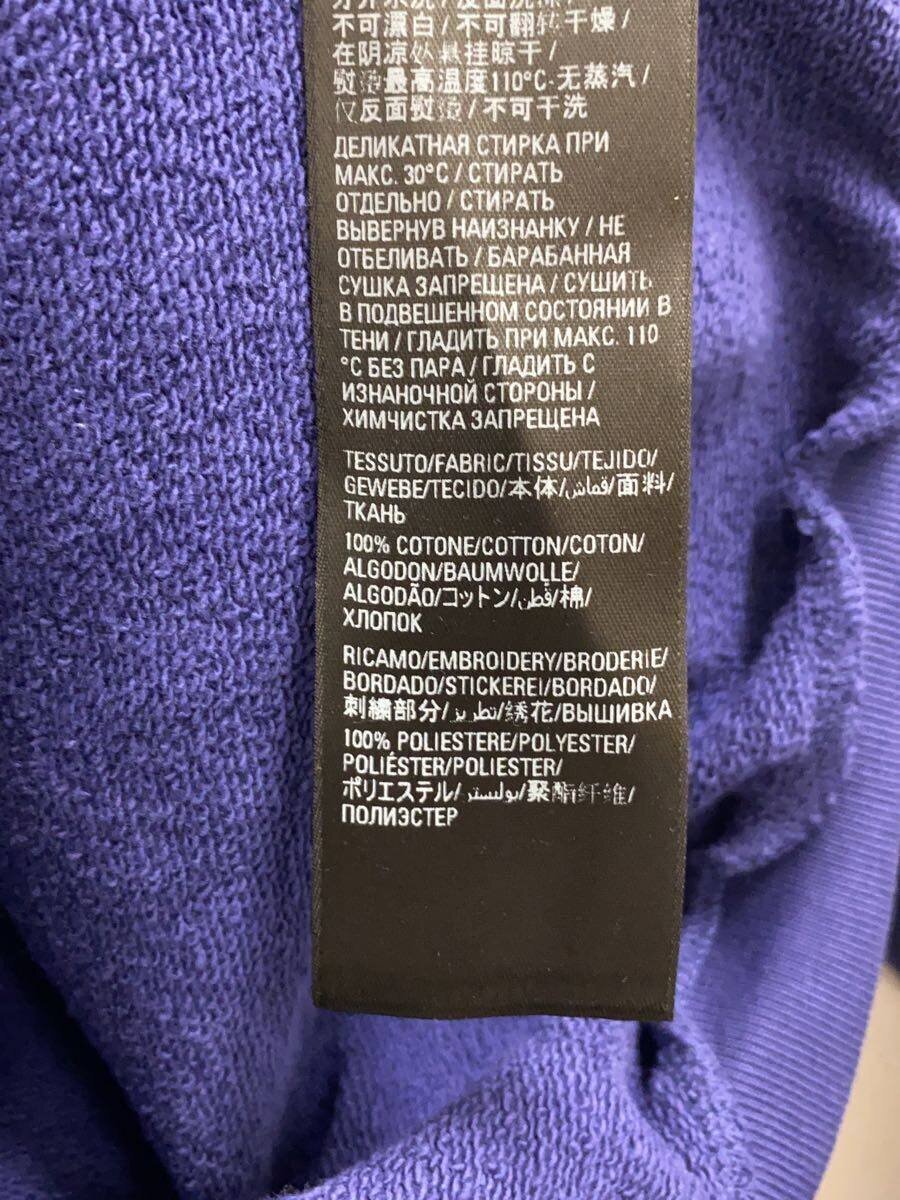 不可漂白/不可翻转干燥/
在阴凉处悬挂晾干/
熨烫最高温度110°C-无蒸汽/
仅反面熨烫/不可干洗
ДЕЛИКАТНАЯ СТИРКА ПРИ
МАКС. 30°C / СТИРАТЬ
ОТДЕЛЬНО / СТИРАТЬ
ВЫВЕРНУВ НАИЗНАНКУ / НЕ
ОТБЕЛИВАТЬ / БАРАБАННАЯ
СУШКА ЗАПРЕЩЕНА / СУШИТЬ
В ПОДВЕШЕННОМ СОСТОЯНИИ В
ТЕНИ / ГЛАДИТЬ ПРИ МАКС. 110
°C БЕЗ ПАРА / ГЛАДИТЬ С
ИЗНАНОЧНОЙ СТОРОНЫ /
ХИМЧИСТКА ЗАПРЕЩЕНА
TESSUTO/FABRIC/TISSU/TEJIDO/
GEWEBE/TECIDO/本体/قماش/面料/
ТКАНЬ
100% COTONE/COTTON/COTON/
ALGODON/BAUMWOLLE/
ALGODÃO/コットン/قطن/棉/
ХЛОПОК
RICAMO/EMBROIDERY/BRODERIE/
BORDADO/STICKEREI/BORDADO/
刺繍部分/تطريز/绣花/ВЫШИВКА
100% POLIESTERE/POLYESTER/
POLIÉSTER/POLIESTER/
ポリエステル/بوليستر/聚酯纤维/
ПОЛИЭСТЕР